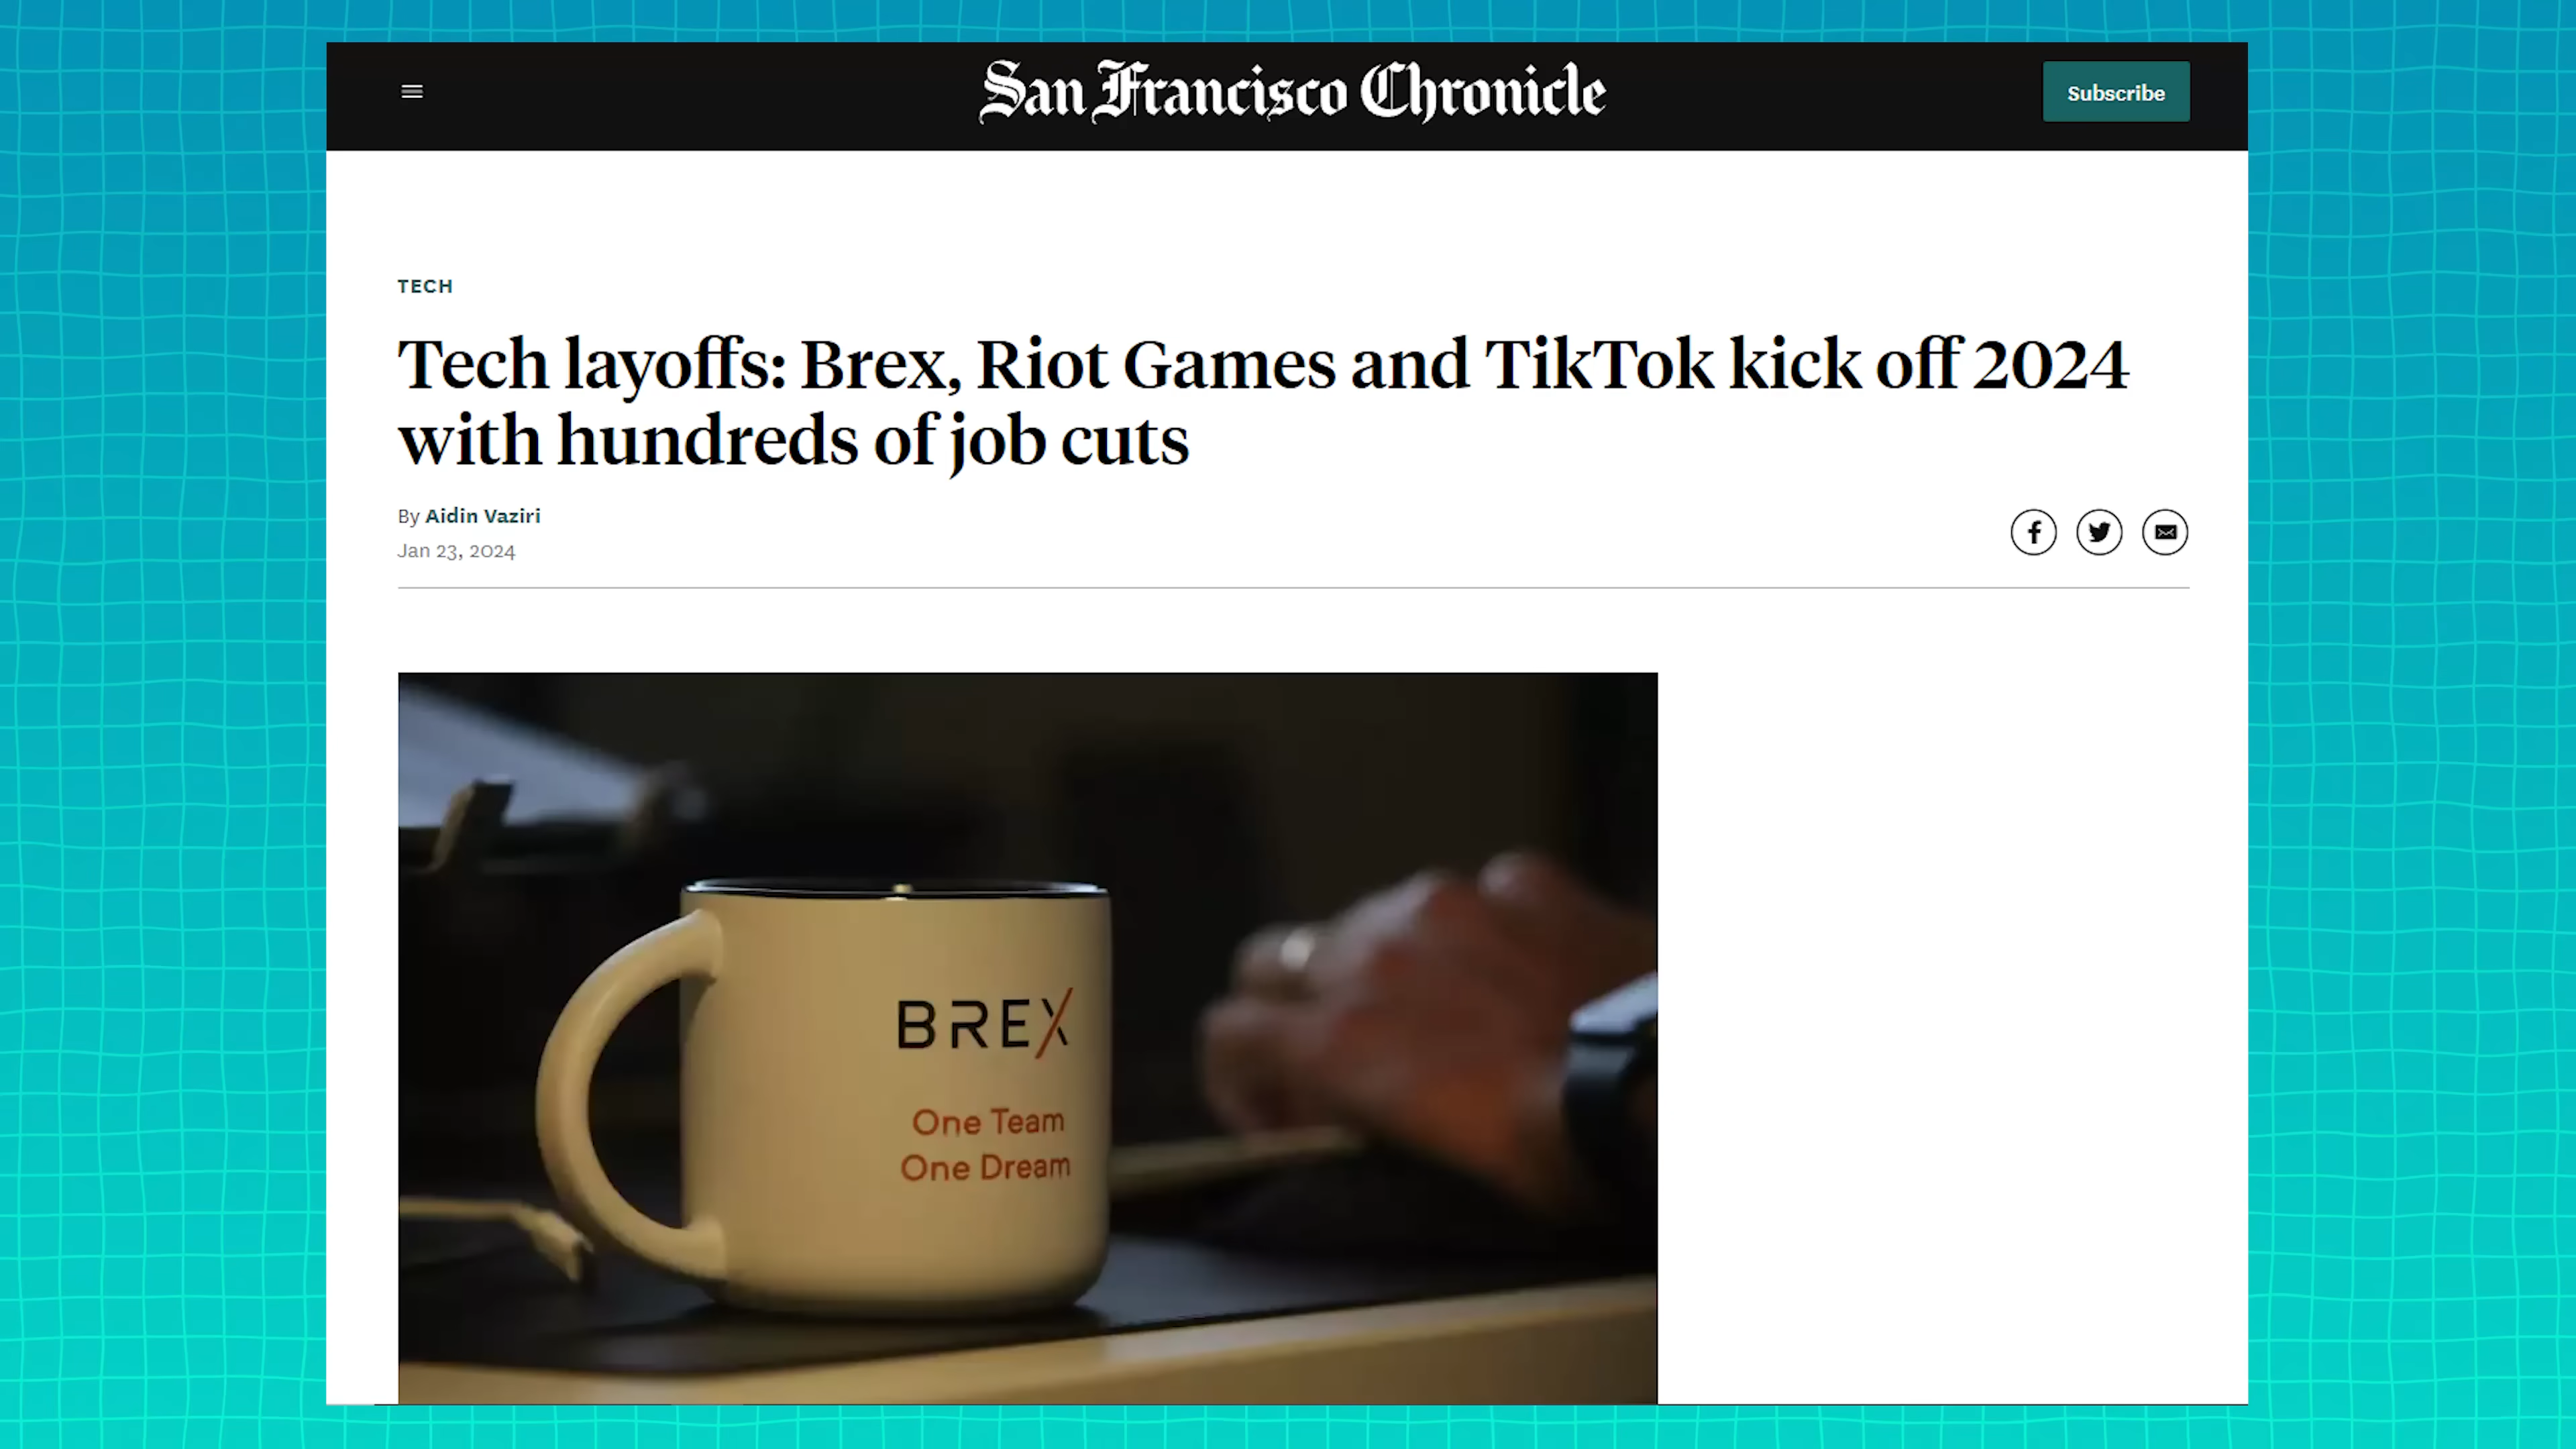 San Francisco Chronicle
Subscribe
TECH
Tech layoffs: Brex, Riot Games and TikTok kick off 2024
with hundreds of job cuts
By Aidin Vaziri
Jan 23, 2024
BREX
One Team
One Dream